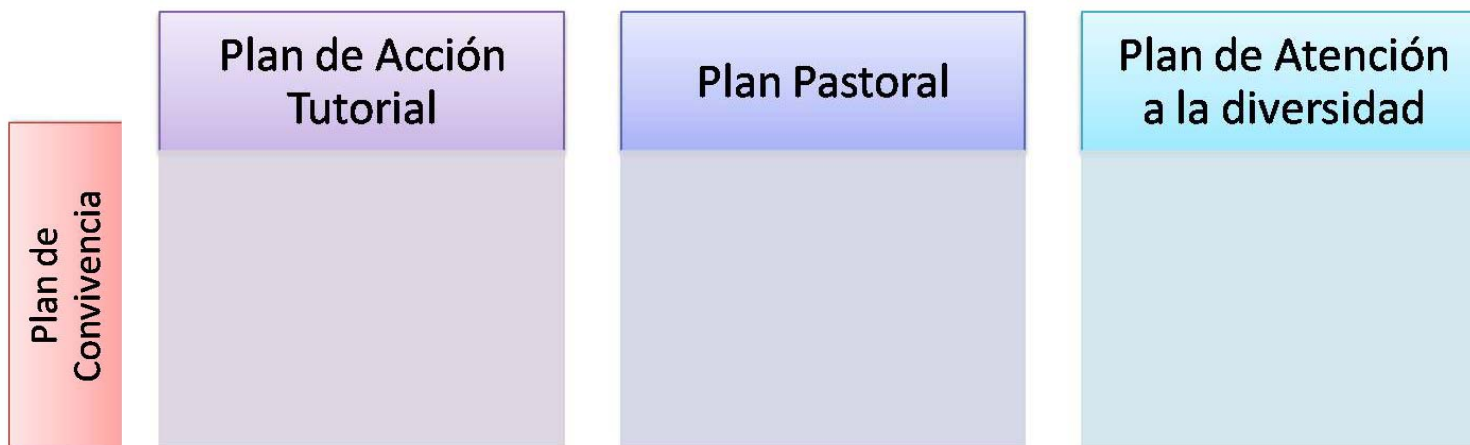 Plan de Acción
Tutorial
Plan Pastoral
Plan de Atención
a la diversidad
Plan de
Convivencia